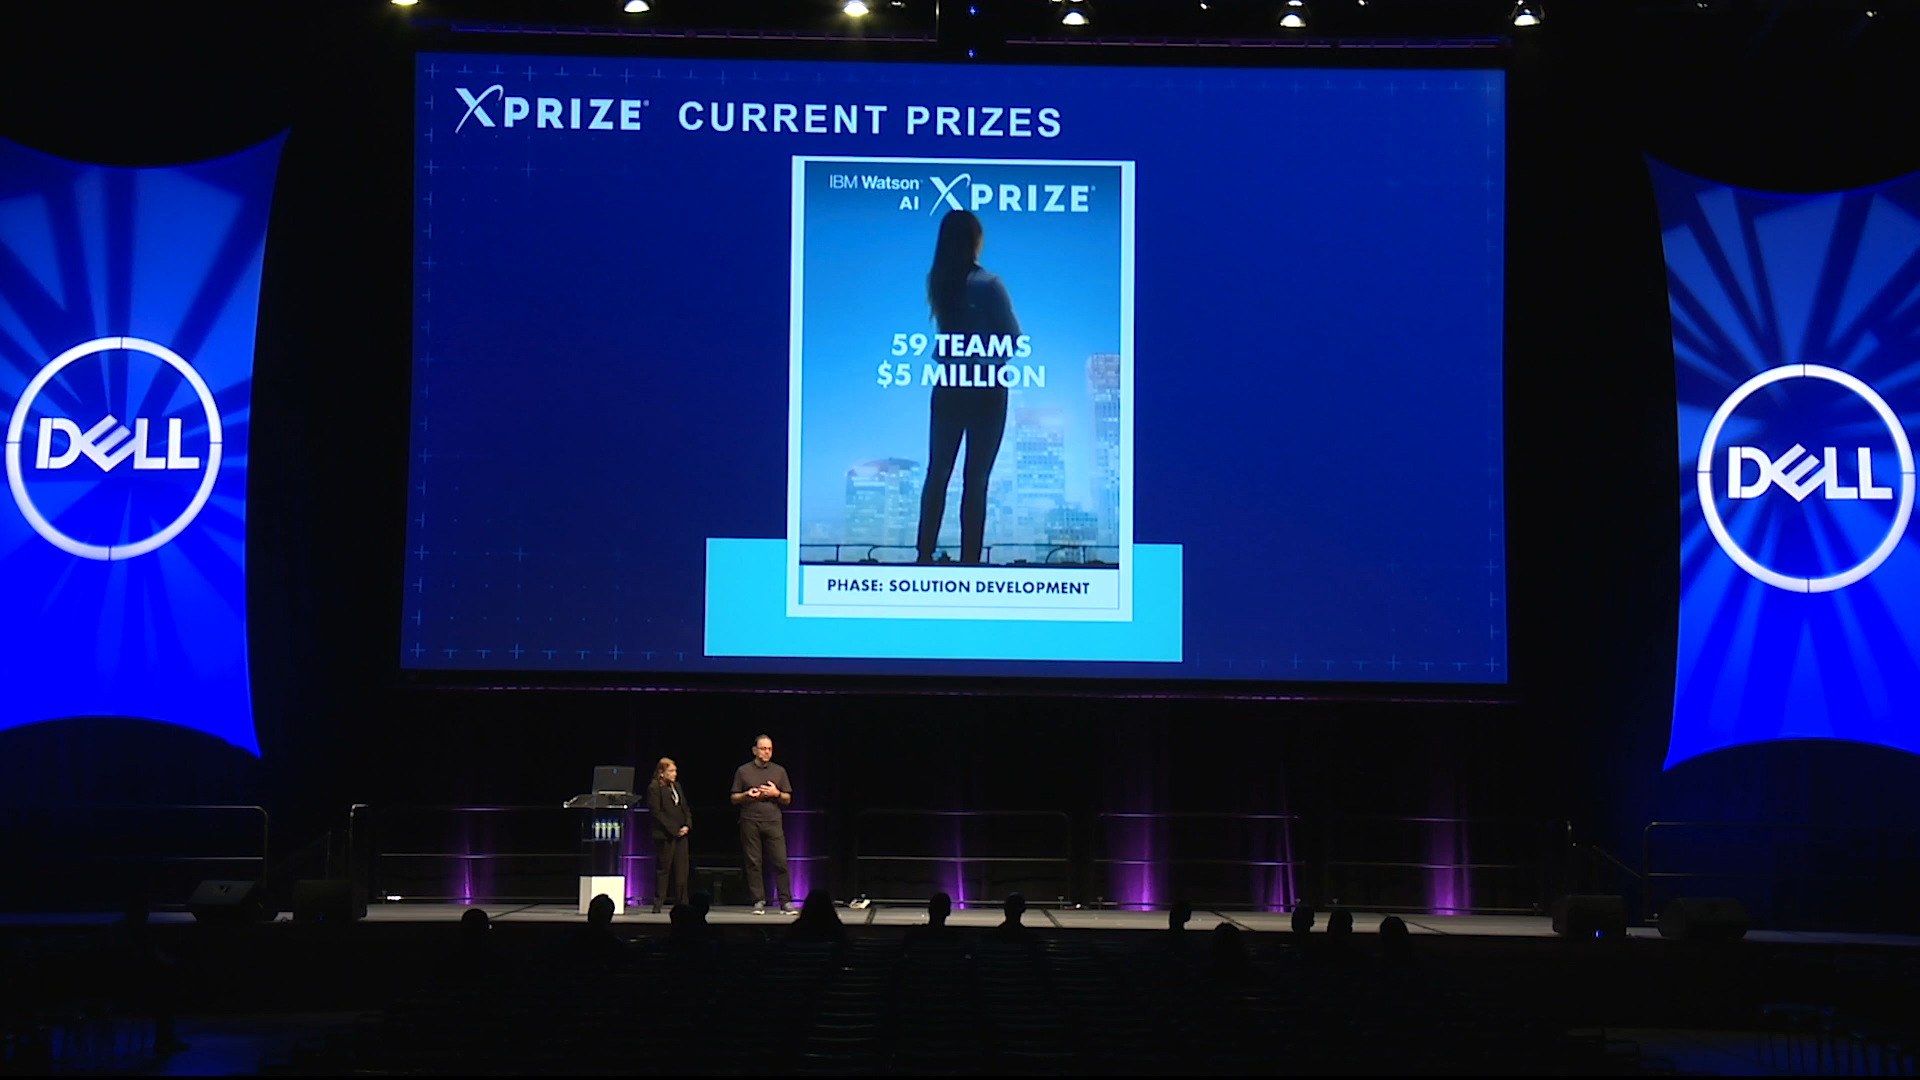 XPRIZE® CURRENT PRIZES
IBM Watson
AI XPRIZE®
59 TEAMS
$5 MILLION
PHASE: SOLUTION DEVELOPMENT
DELL
DELL